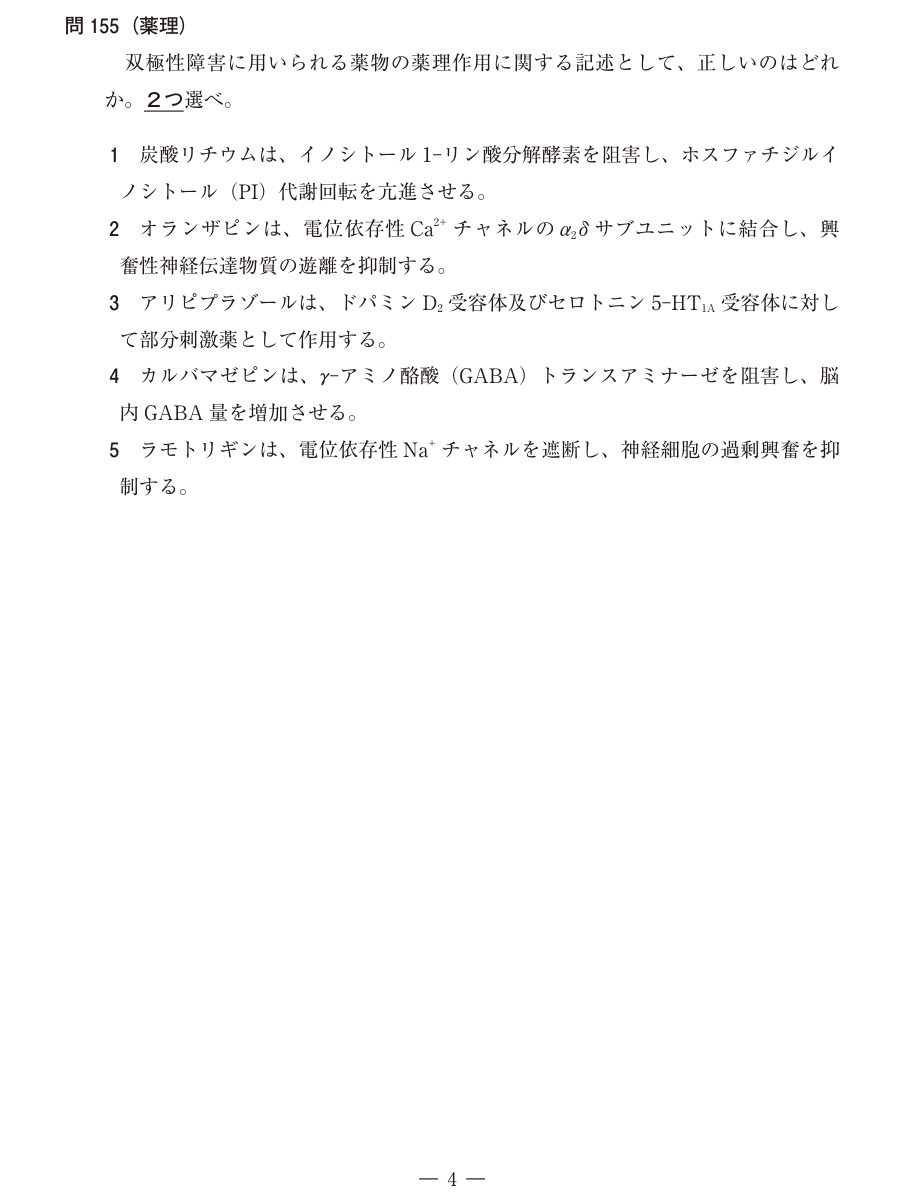 問 155（薬理）
双極性障害に用いられる薬物の薬理作用に関する記述として、正しいのはどれ
か。２つ選べ。
1 炭酸リチウムは、イノシトール 1-リン酸分解酵素を阻害し、ホスファチジルイ
ノシトール（PI）代謝回転を亢進させる。
2 オランザピンは、電位依存性 Ca²⁺ チャネルの α₂δ サブユニットに結合し、興
奮性神経伝達物質の遊離を抑制する。
3 アリピプラゾールは、ドパミン D₂ 受容体及びセロトニン 5-HT₁A 受容体に対し
て部分刺激薬として作用する。
4 カルバマゼピンは、γ-アミノ酪酸（GABA）トランスアミナーゼを阻害し、脳
内 GABA 量を増加させる。
5 ラモトリギンは、電位依存性 Na⁺ チャネルを遮断し、神経細胞の過剰興奮を抑
制する。
― 4 ―